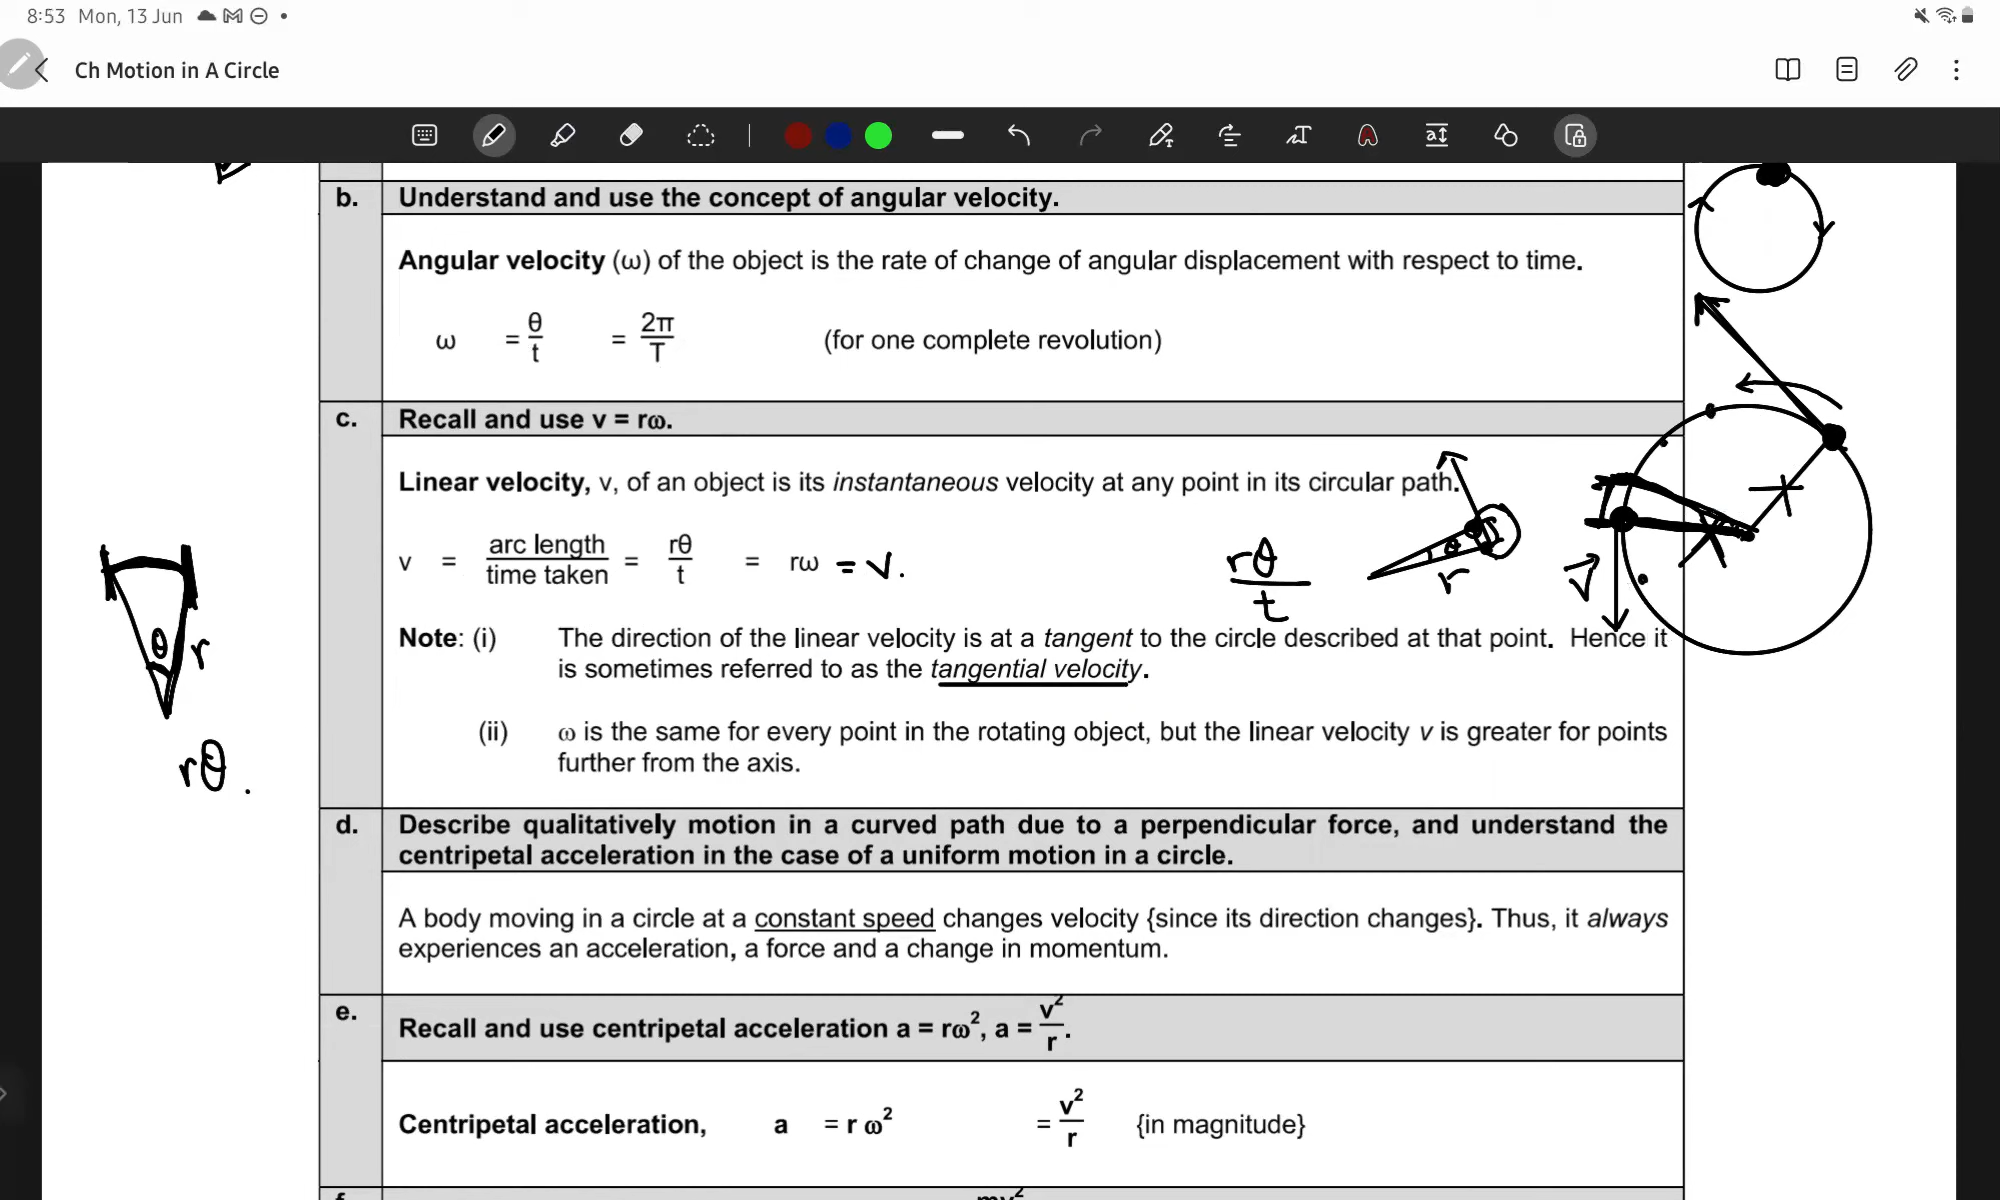 8:53 Mon, 13 Jun
Ch Motion in A Circle
b. Understand and use the concept of angular velocity.
Angular velocity (ω) of the object is the rate of change of angular displacement with respect to time.
ω = θ/t = 2π/T (for one complete revolution)
c. Recall and use v = rω.
Linear velocity, v, of an object is its instantaneous velocity at any point in its circular path.
v = arc length/time taken = rθ/t = rω = v.
rθ/t
θ
r
v
θ
r
rθ.
Note: (i) The direction of the linear velocity is at a tangent to the circle described at that point. Hence it
is sometimes referred to as the tangential velocity.
(ii) ω is the same for every point in the rotating object, but the linear velocity v is greater for points
further from the axis.
d. Describe qualitatively motion in a curved path due to a perpendicular force, and understand the
centripetal acceleration in the case of a uniform motion in a circle.
A body moving in a circle at a constant speed changes velocity {since its direction changes}. Thus, it always
experiences an acceleration, a force and a change in momentum.
e. Recall and use centripetal acceleration a = rω², a = v²/r.
Centripetal acceleration, a = r ω² = v²/r {in magnitude}